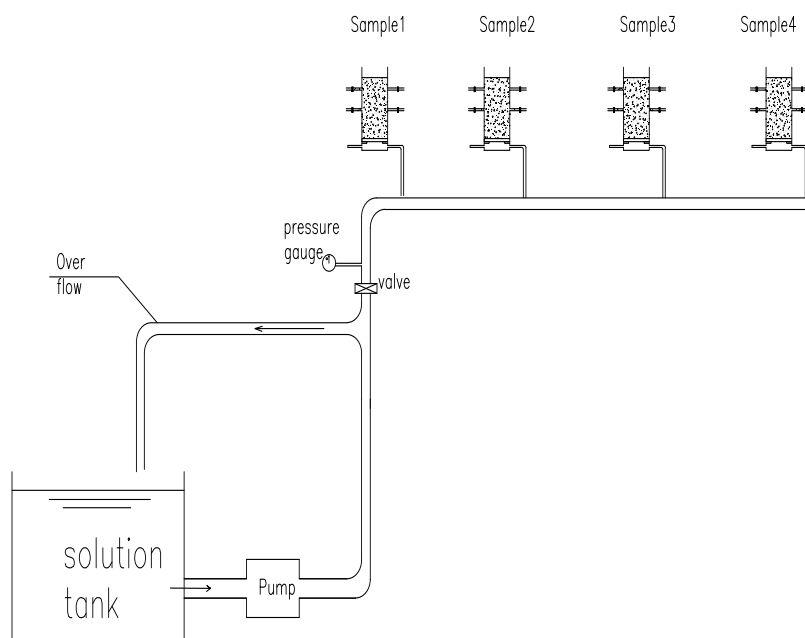 Sample1
Sample2
Sample3
Sample4
pressure
gauge
Over
flow
valve
solution
tank
Pump